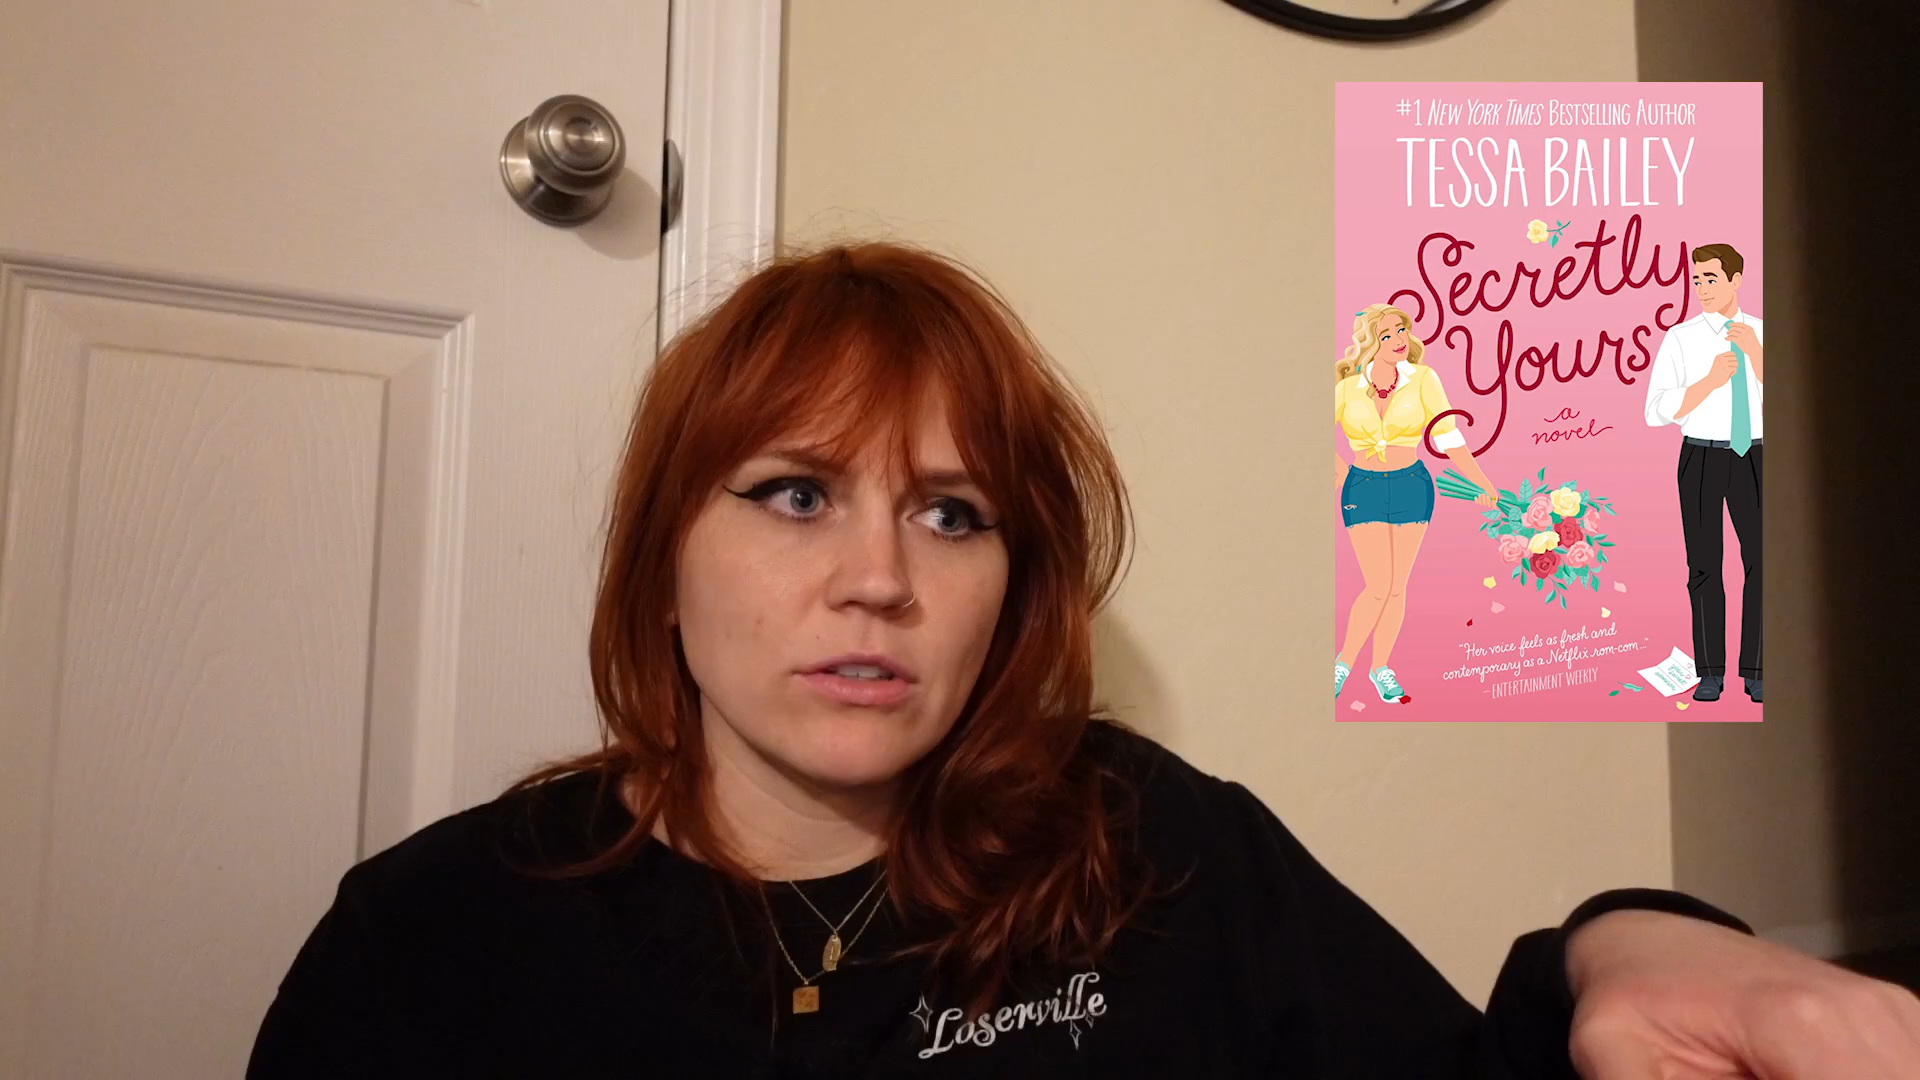 #1 NEW YORK TIMES BESTSELLING AUTHOR
TESSA BAILEY
Secretly
Yours
a
novel
"Her voice feels as fresh and
contemporary as a Netflix rom-com..."
—ENTERTAINMENT WEEKLY
Loserville